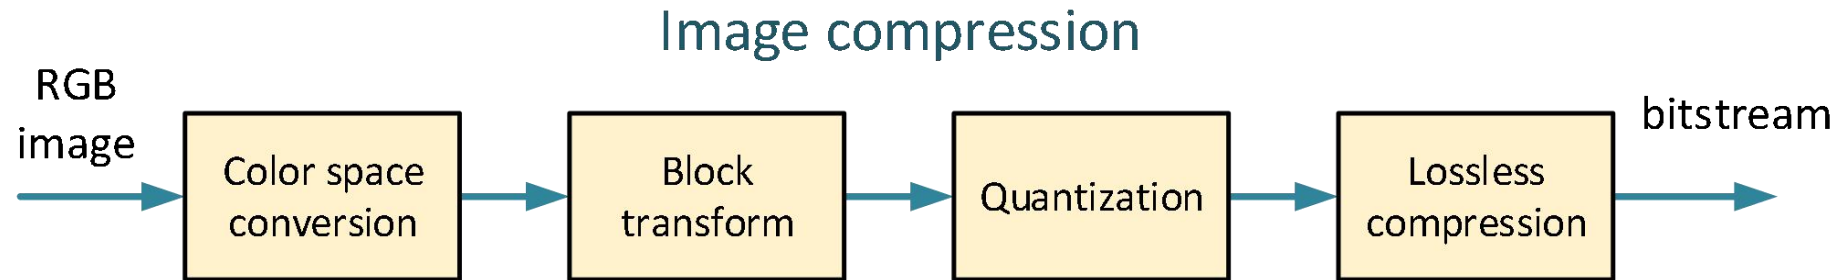 Image compression
RGB
image
Color space
conversion
Block
transform
Quantization
Lossless
compression
bitstream